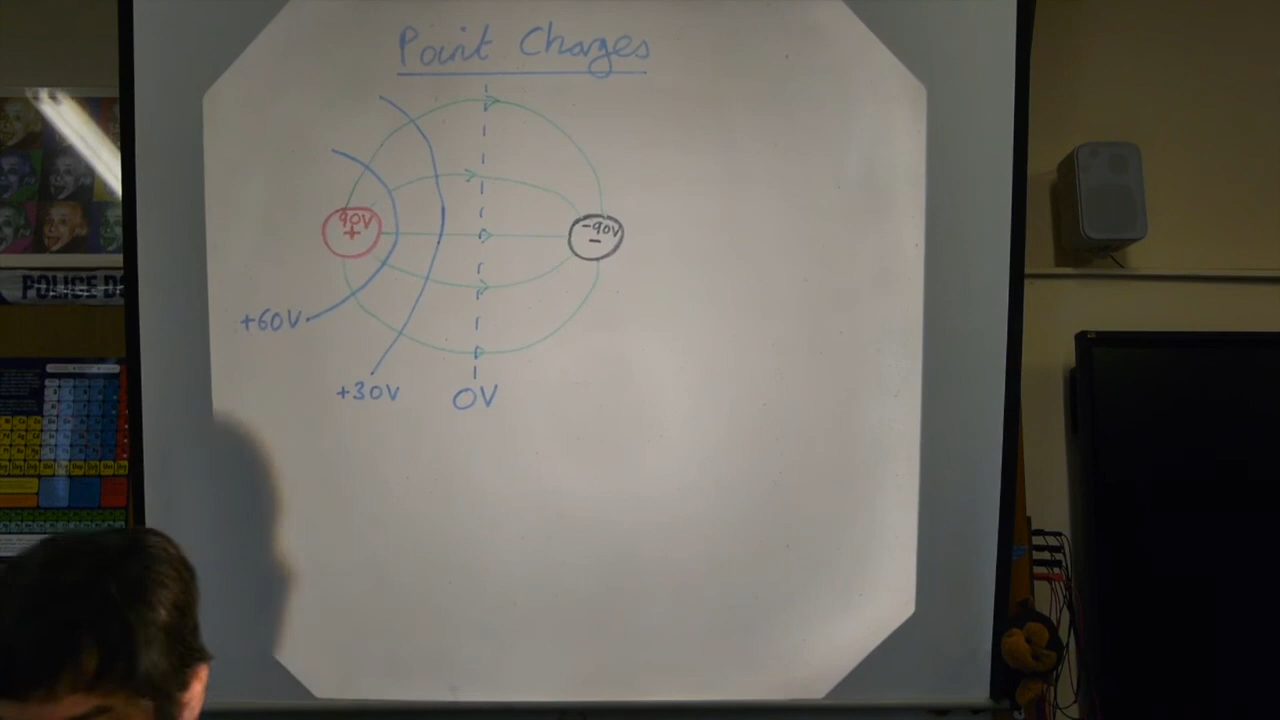 Point Charges
90V
+
-90V
-
+60V
+30V
0V
POLICE D